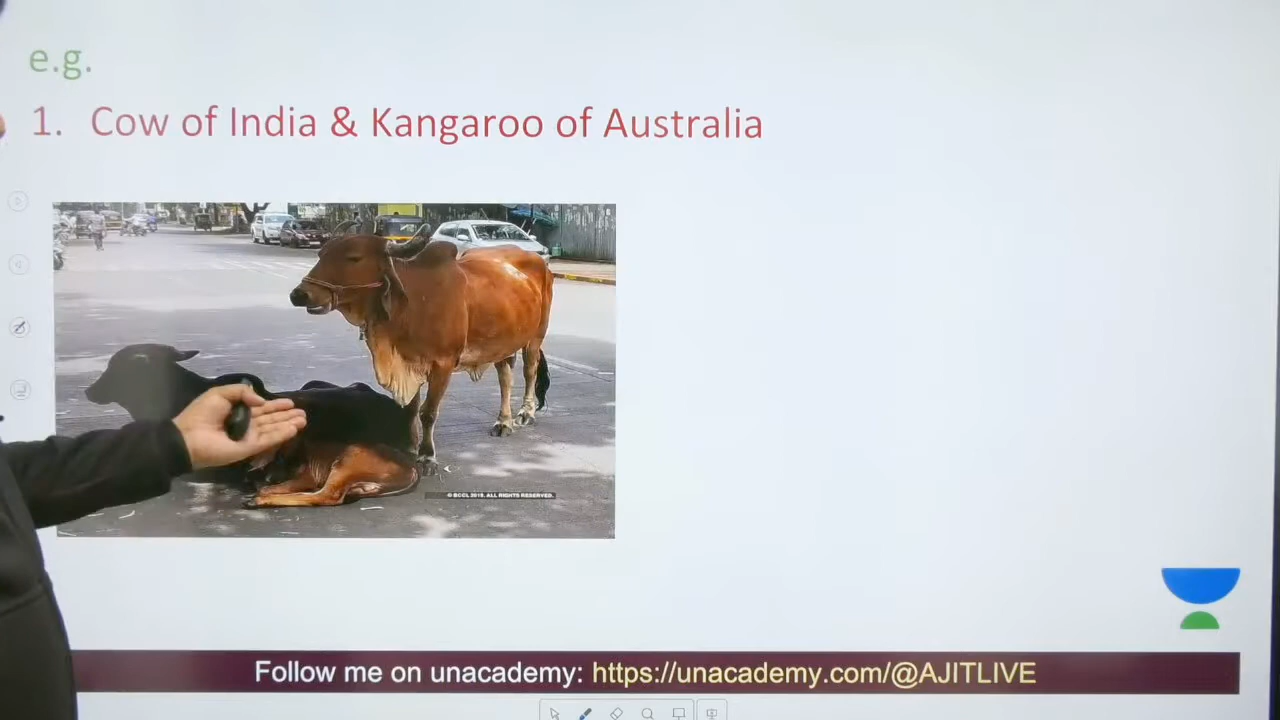 e.g.
1. Cow of India & Kangaroo of Australia
© BCCL 2019. ALL RIGHTS RESERVED.
Follow me on unacademy: https://unacademy.com/@AJITLIVE